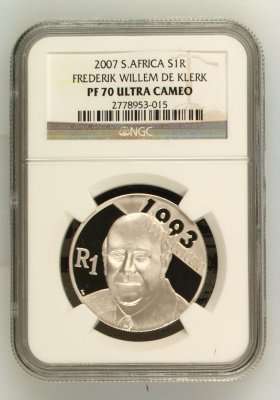 2007 S.AFRICA S1R
FREDERIK WILLEM DE KLERK
PF 70 ULTRA CAMEO
2778953-015
NGC
1993
R1